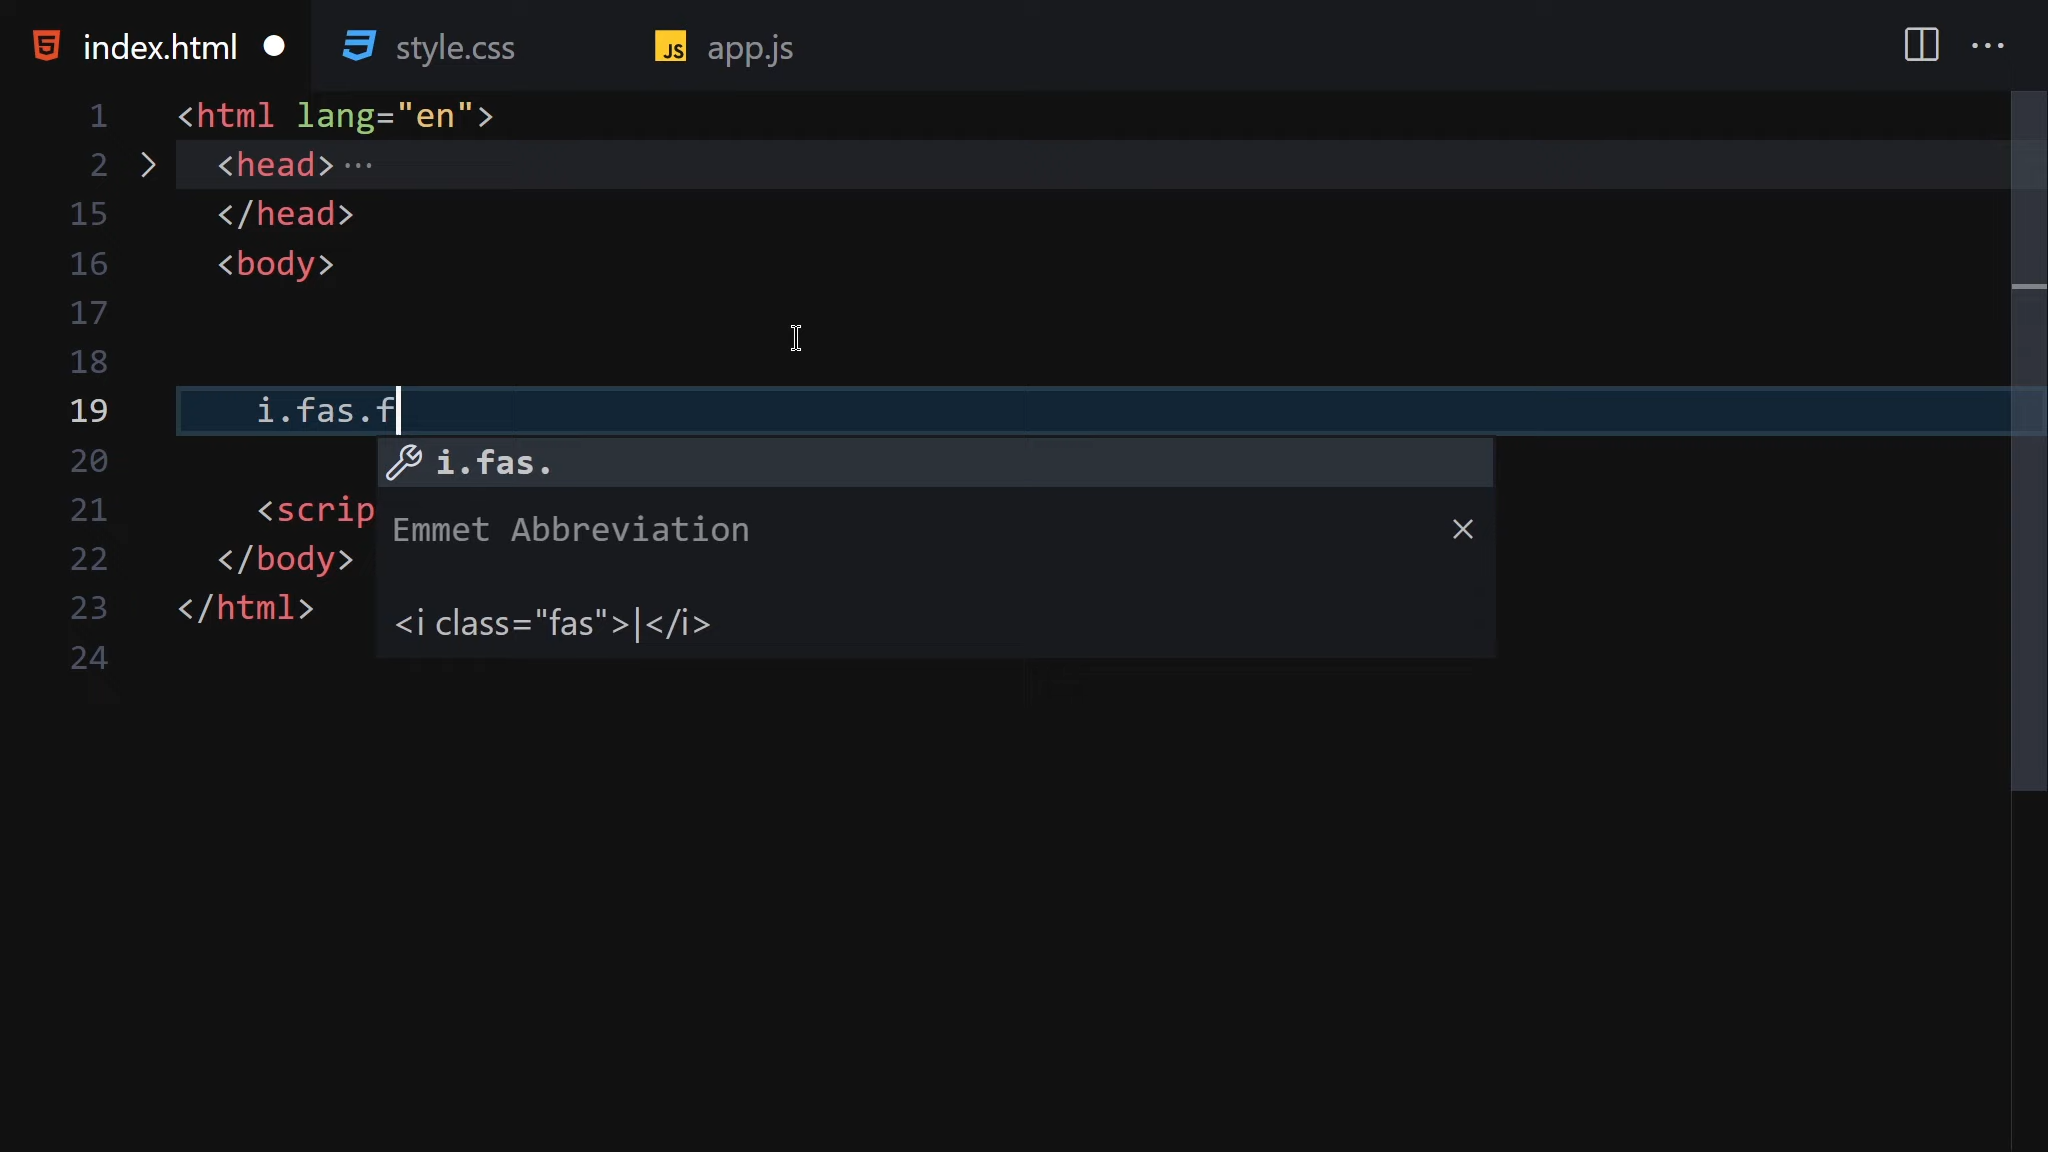 index.html
style.css
JS app.js
1 <html lang="en">
2 <head>
15 </head>
16 <body>
17
18
19 i.fas.f
i.fas.
20
21 <scrip
Emmet Abbreviation
22 </body>
23 </html>
<i class="fas">|</i>
24